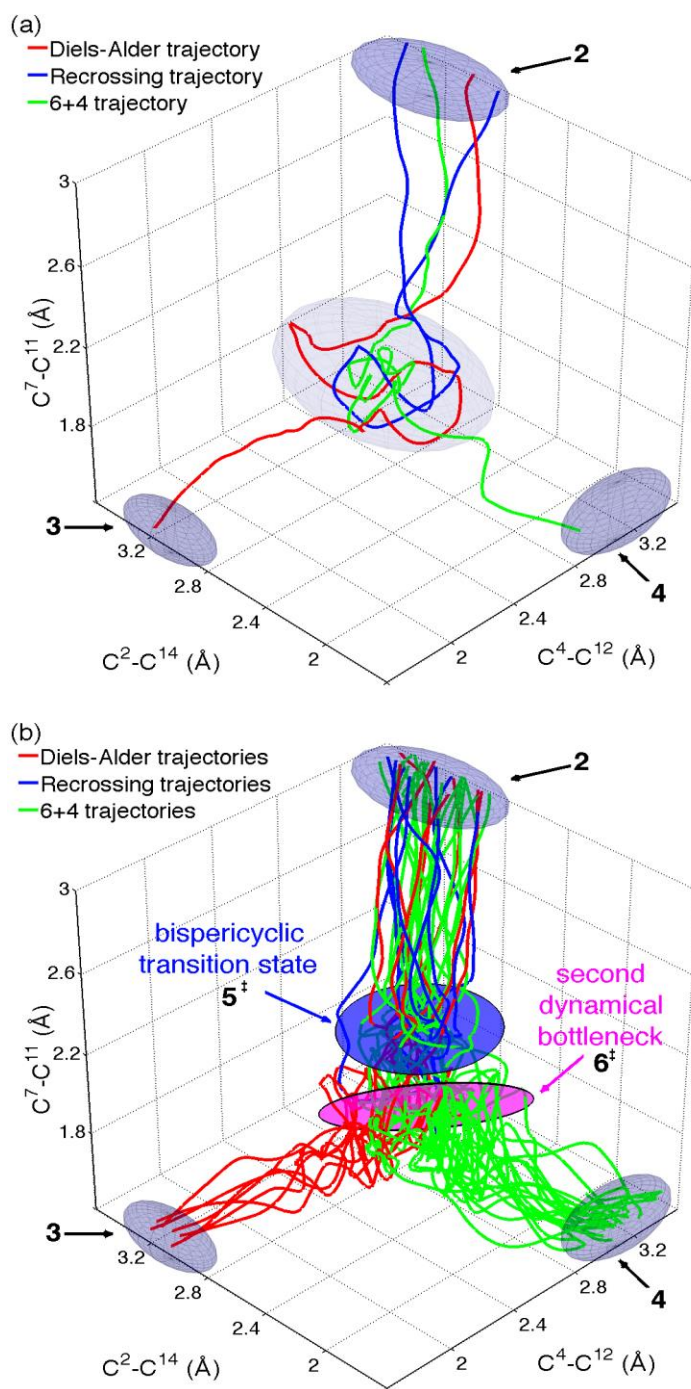 (a)
Diels-Alder trajectory
Recrossing trajectory
6+4 trajectory
2
3
2.6
2.2
1.8
C⁷-C¹¹ (Å)
3
3.2
2.8
2.4
2
C²-C¹⁴ (Å)
2
2.4
2.8
3.2
C⁴-C¹² (Å)
4
(b)
Diels-Alder trajectories
Recrossing trajectories
6+4 trajectories
2
bispericyclic
transition state
5‡
second
dynamical
bottleneck
6‡
3
2.6
2.2
1.8
C⁷-C¹¹ (Å)
3
3.2
2.8
2.4
2
C²-C¹⁴ (Å)
2
2.4
2.8
3.2
C⁴-C¹² (Å)
4